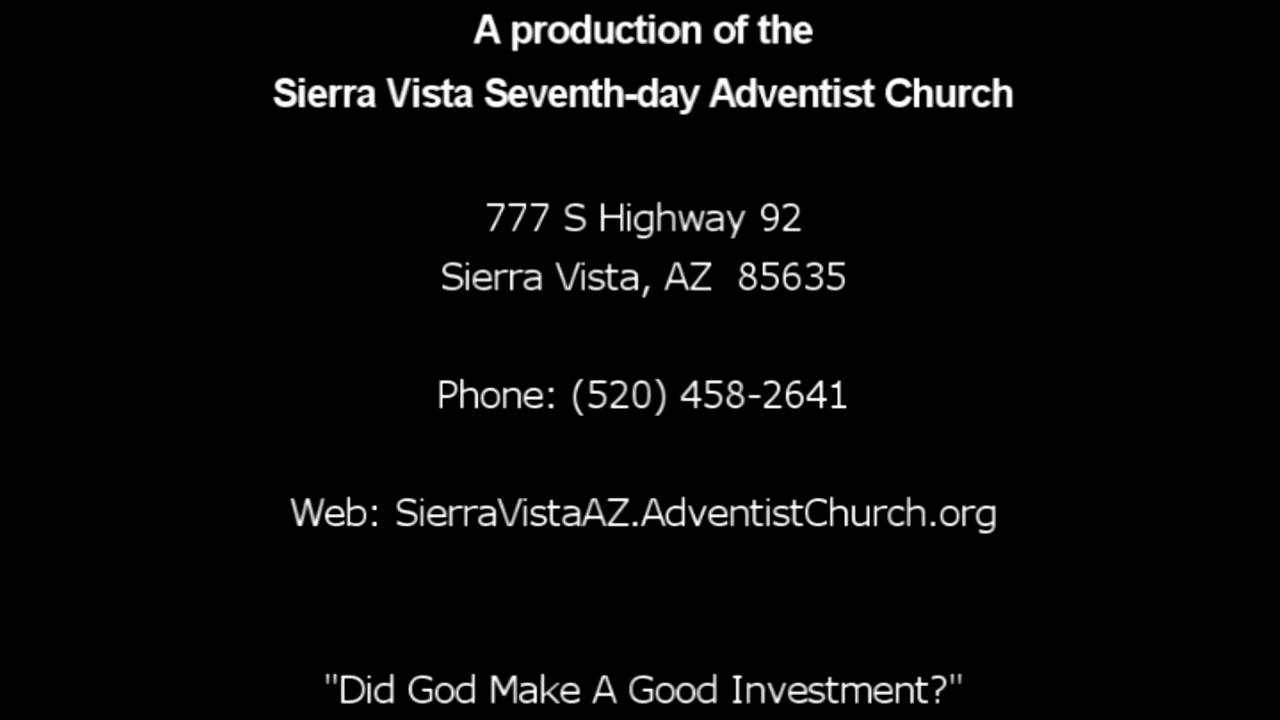 A production of the
Sierra Vista Seventh-day Adventist Church
777 S Highway 92
Sierra Vista, AZ  85635
Phone: (520) 458-2641
Web: SierraVistaAZ.AdventistChurch.org
"Did God Make A Good Investment?"